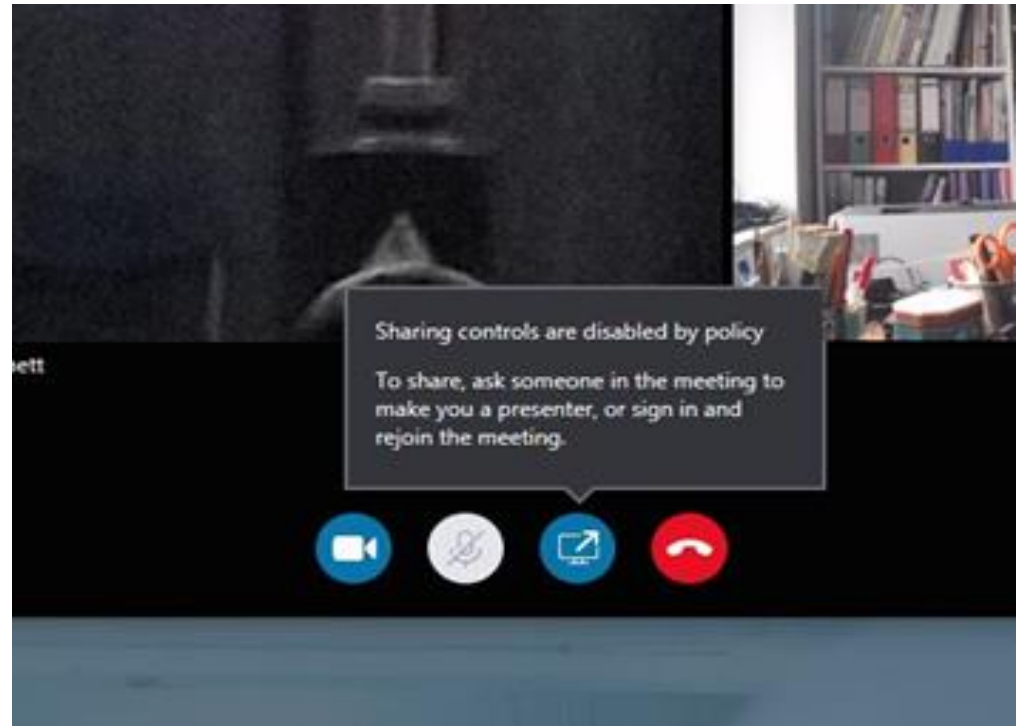 Sharing controls are disabled by policy
To share, ask someone in the meeting to
make you a presenter, or sign in and
rejoin the meeting.